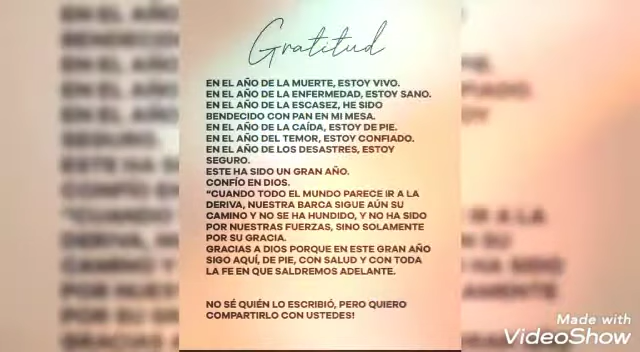 Gratitud
EN EL AÑO DE LA MUERTE, ESTOY VIVO.
EN EL AÑO DE LA ENFERMEDAD, ESTOY SANO.
EN EL AÑO DE LA ESCASEZ, HE SIDO
BENDECIDO CON PAN EN MI MESA.
EN EL AÑO DE LA CAÍDA, ESTOY DE PIE.
EN EL AÑO DEL TEMOR, ESTOY CONFIADO.
EN EL AÑO DE LOS DESASTRES, ESTOY
SEGURO.
ESTE HA SIDO UN GRAN AÑO.
CONFÍO EN DIOS.
"CUANDO TODO EL MUNDO PARECE IR A LA
DERIVA, NUESTRA BARCA SIGUE AÚN SU
CAMINO Y NO SE HA HUNDIDO, Y NO HA SIDO
POR NUESTRAS FUERZAS, SINO SOLAMENTE
POR SU GRACIA.
GRACIAS A DIOS PORQUE EN ESTE GRAN AÑO
SIGO AQUÍ, DE PIE, CON SALUD Y CON TODA
LA FE EN QUE SALDREMOS ADELANTE.
NO SÉ QUIÉN LO ESCRIBIÓ, PERO QUIERO
COMPARTIRLO CON USTEDES!
Made with
VideoShow